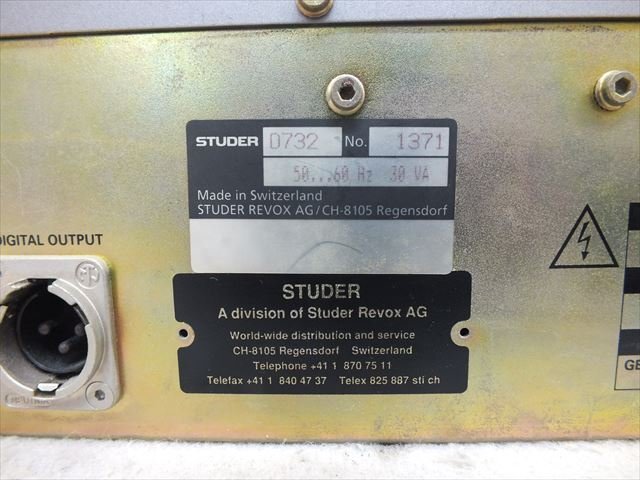 STUDER D732 No. 1371
50...60 Hz 30 VA
Made in Switzerland
STUDER REVOX AG/CH-8105 Regensdorf
DIGITAL OUTPUT
STUDER
A division of Studer Revox AG
World-wide distribution and service
CH-8105 Regensdorf Switzerland
Telephone +41 1 870 75 11
Telefax +41 1 840 47 37 Telex 825 887 sti ch
GE